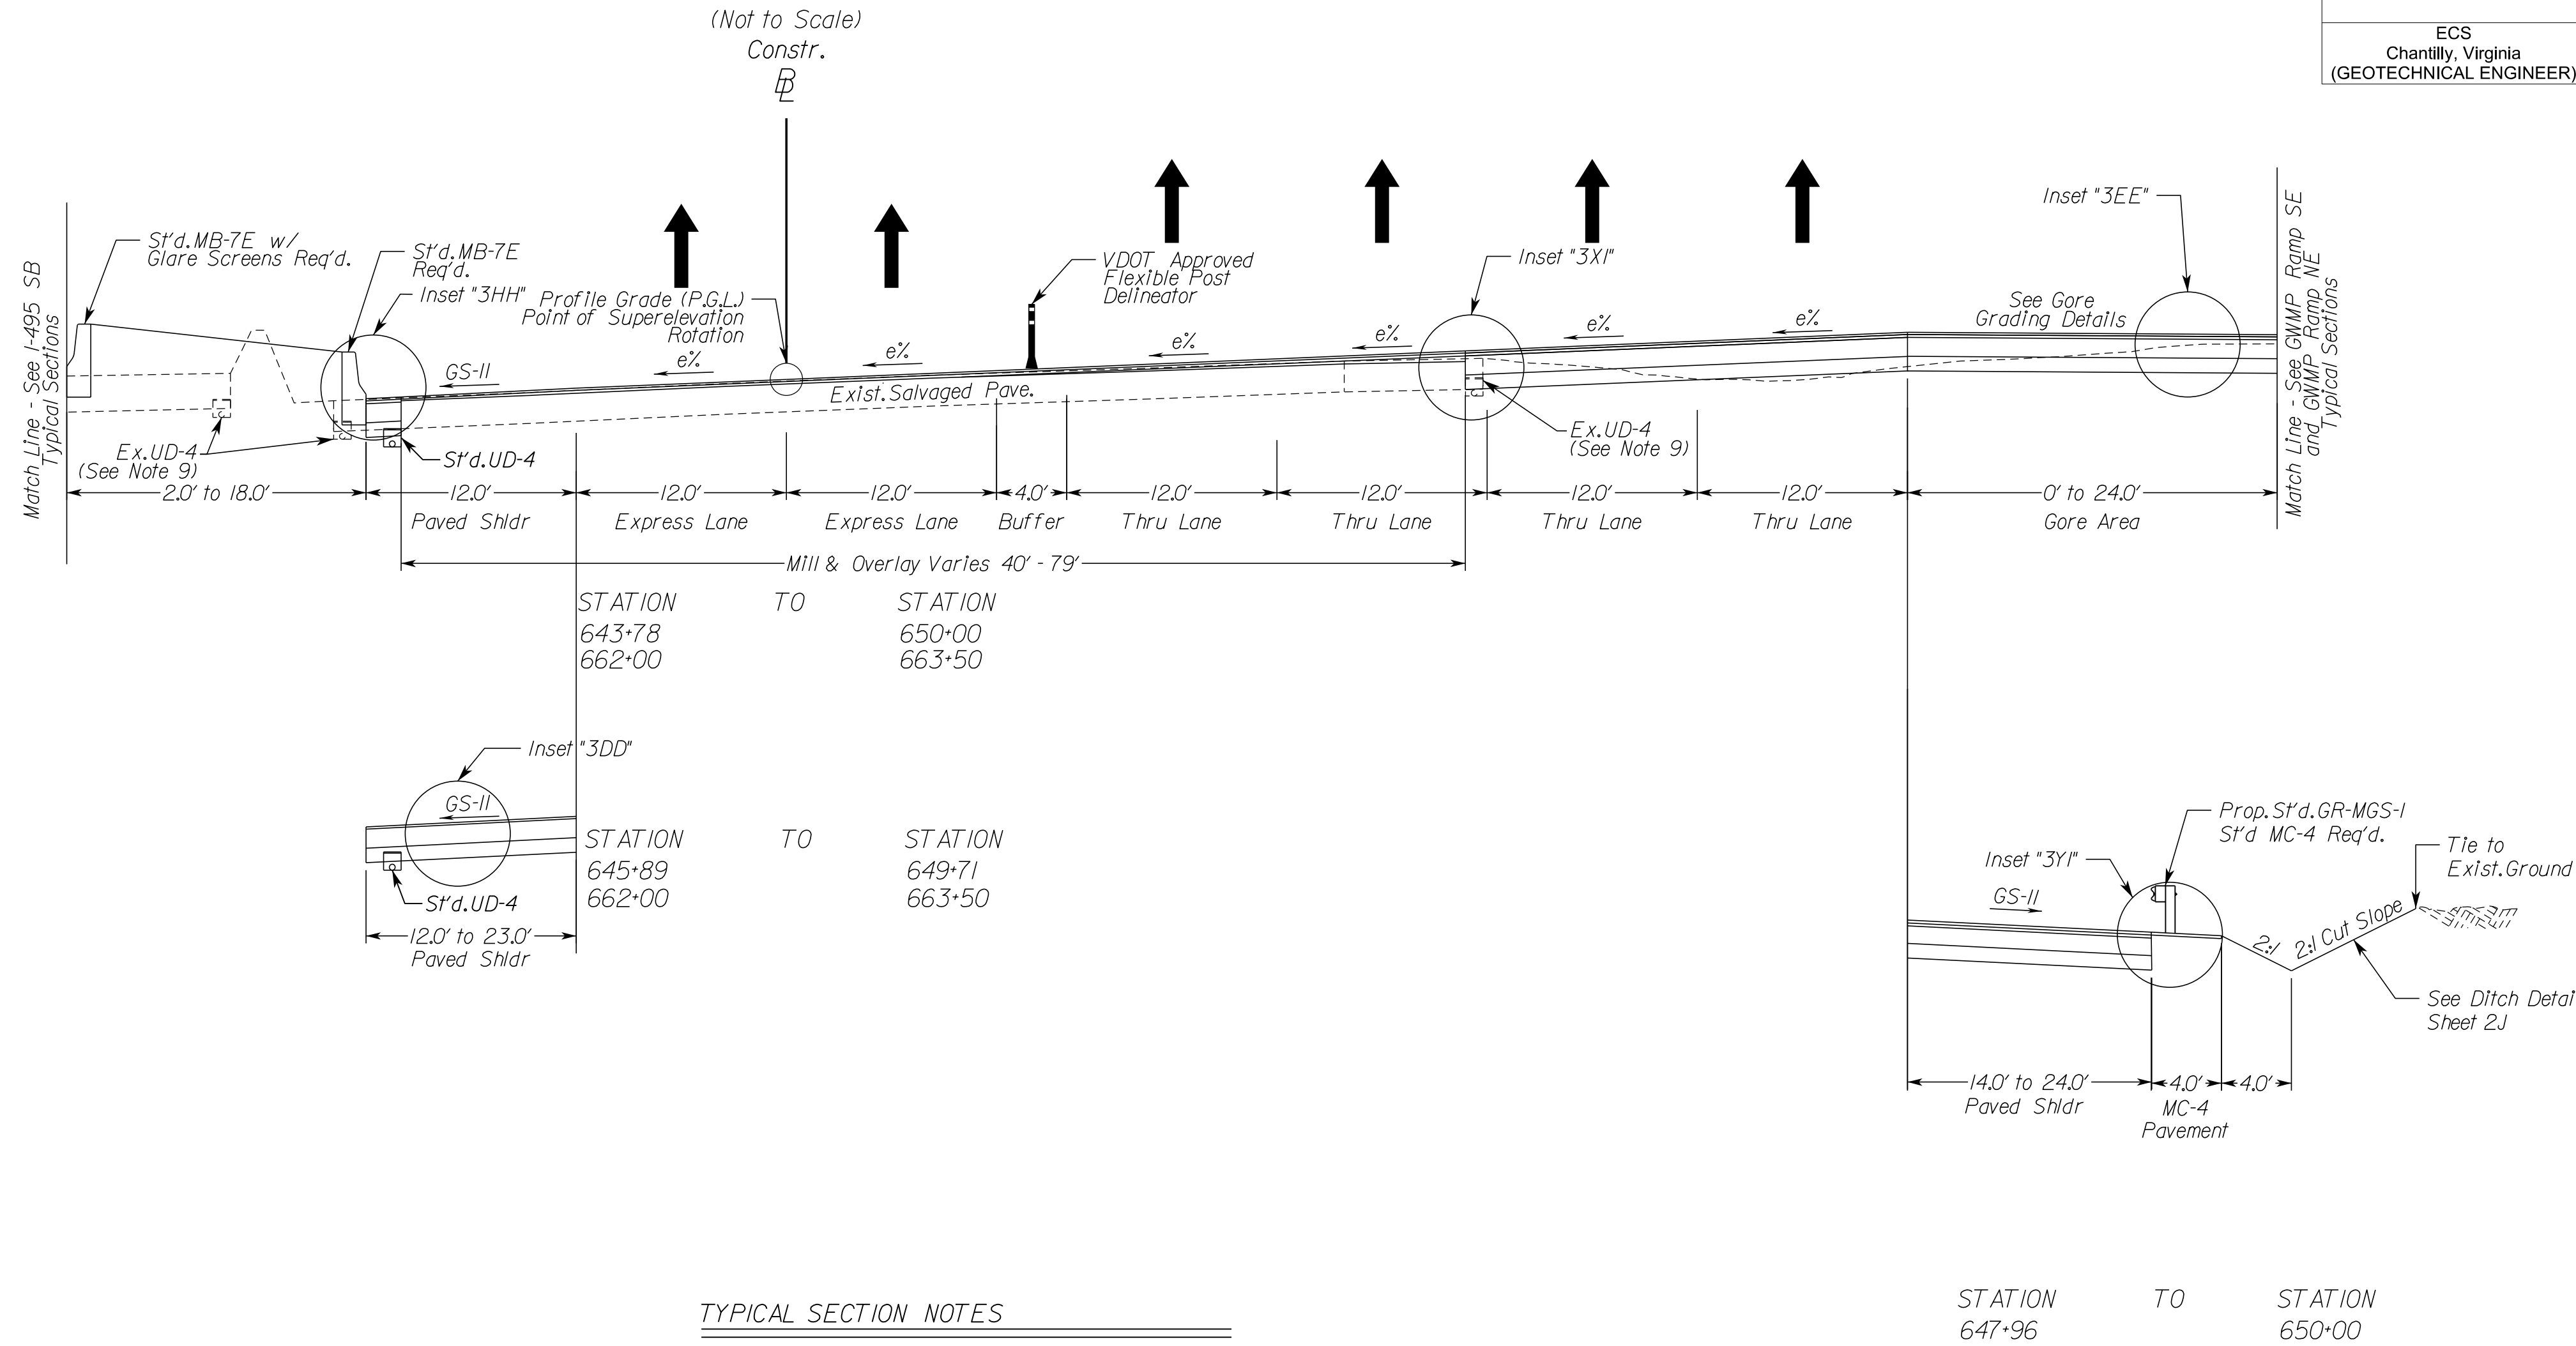 (Not to Scale)
Constr.
BL
ECS
Chantilly, Virginia
(GEOTECHNICAL ENGINEER)
Match Line - See I-495 SB
Typical Sections
St'd. MB-7E w/
Glare Screens Req'd.
St'd. MB-7E
Req'd.
Inset "3HH"
Profile Grade (P.G.L.)
Point of Superelevation
Rotation
VDOT Approved
Flexible Post
Delineator
Inset "3X1"
Inset "3EE"
See Gore
Grading Details
Match Line - See GWMP Ramp SE
and GWMP Ramp NE
Typical Sections
GS-11
e%
e%
e%
e%
e%
e%
Exist. Salvaged Pave.
Ex. UD-4
(See Note 9)
St'd. UD-4
Ex. UD-4
(See Note 9)
2.0' to 18.0'
12.0'
12.0'
12.0'
4.0'
12.0'
12.0'
12.0'
12.0'
0' to 24.0'
Paved Shldr
Express Lane
Express Lane
Buffer
Thru Lane
Thru Lane
Thru Lane
Thru Lane
Gore Area
Mill & Overlay Varies 40' - 79'
STATION TO STATION
643+78 650+00
662+00 663+50
Inset "3DD"
GS-11
St'd. UD-4
12.0' to 23.0'
Paved Shldr
STATION TO STATION
645+89 649+71
662+00 663+50
Prop. St'd. GR-MGS-1
St'd MC-4 Req'd.
Inset "3Y1"
GS-11
Tie to
Exist. Ground
2:1
2:1 Cut Slope
See Ditch Detai
Sheet 2J
14.0' to 24.0'
4.0'
4.0'
Paved Shldr
MC-4
Pavement
TYPICAL SECTION NOTES
STATION TO STATION
647+96 650+00